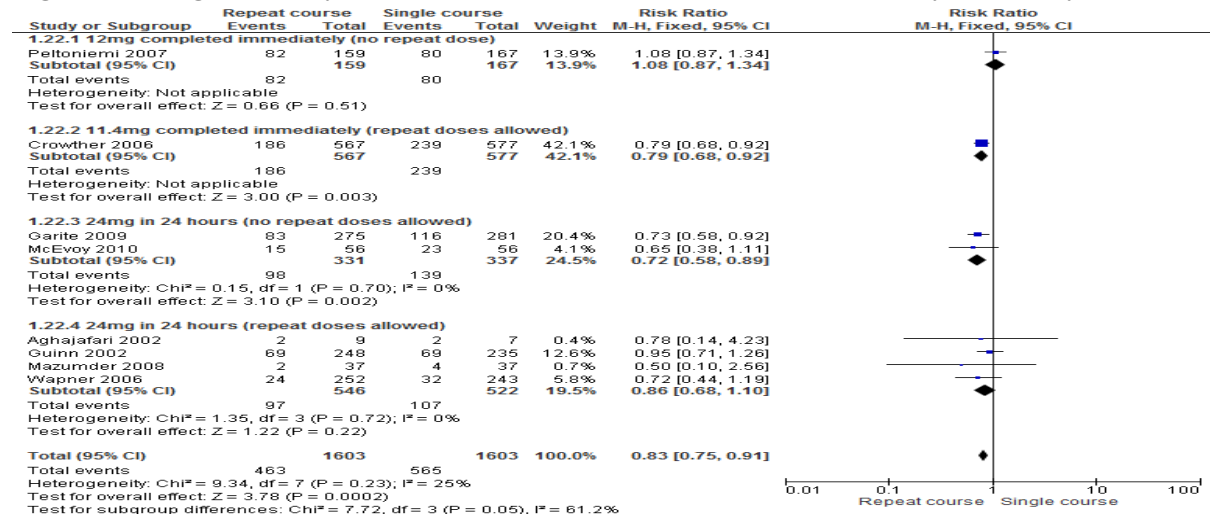 Repeat course Single course Risk Ratio Risk Ratio
Study or Subgroup Events Total Events Total Weight M-H, Fixed, 95% CI M-H, Fixed, 95% CI
1.22.1 12mg completed immediately (no repeat dose)
Peltoniemi 2007 82 159 80 167 13.9% 1.08 [0.87, 1.34]
Subtotal (95% CI) 159 167 13.9% 1.08 [0.87, 1.34]
Total events 82 80
Heterogeneity: Not applicable
Test for overall effect: Z = 0.66 (P = 0.51)
1.22.2 11.4mg completed immediately (repeat doses allowed)
Crowther 2006 186 567 239 577 42.1% 0.79 [0.68, 0.92]
Subtotal (95% CI) 567 577 42.1% 0.79 [0.68, 0.92]
Total events 186 239
Heterogeneity: Not applicable
Test for overall effect: Z = 3.00 (P = 0.003)
1.22.3 24mg in 24 hours (no repeat doses allowed)
Garite 2009 83 275 116 281 20.4% 0.73 [0.58, 0.92]
McEvoy 2010 15 56 23 56 4.1% 0.65 [0.38, 1.11]
Subtotal (95% CI) 331 337 24.5% 0.72 [0.58, 0.89]
Total events 98 139
Heterogeneity: Chi² = 0.15, df = 1 (P = 0.70); I² = 0%
Test for overall effect: Z = 3.10 (P = 0.002)
1.22.4 24mg in 24 hours (repeat doses allowed)
Aghajafari 2002 2 9 2 7 0.4% 0.78 [0.14, 4.23]
Guinn 2002 69 248 69 235 12.6% 0.95 [0.71, 1.26]
Mazumder 2008 2 37 4 37 0.7% 0.50 [0.10, 2.56]
Wapner 2006 24 252 32 243 5.8% 0.72 [0.44, 1.19]
Subtotal (95% CI) 546 522 19.5% 0.86 [0.68, 1.10]
Total events 97 107
Heterogeneity: Chi² = 1.35, df = 3 (P = 0.72); I² = 0%
Test for overall effect: Z = 1.22 (P = 0.22)
Total (95% CI) 1603 1603 100.0% 0.83 [0.75, 0.91]
Total events 463 565
Heterogeneity: Chi² = 9.34, df = 7 (P = 0.23); I² = 25%
Test for overall effect: Z = 3.78 (P = 0.0002)
Test for subgroup differences: Chi² = 7.72, df = 3 (P = 0.05), I² = 61.2%
0.01 0.1 1 10 100
Repeat course Single course